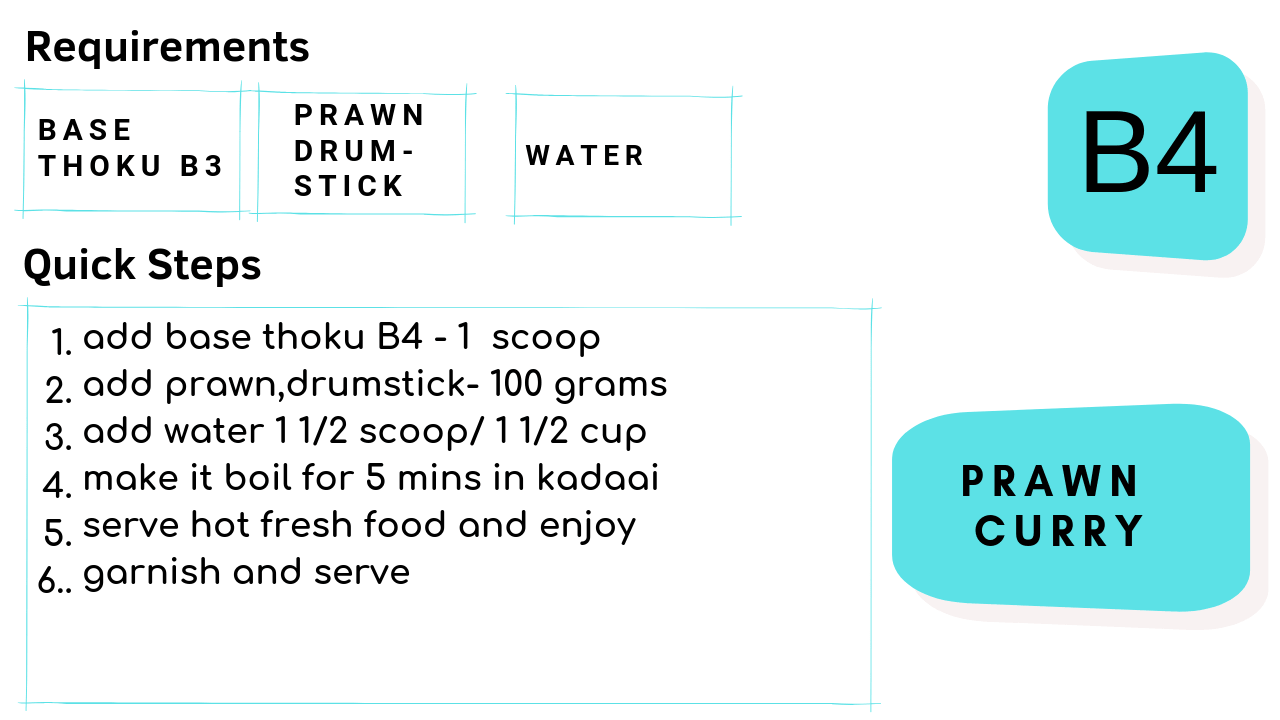 Requirements
BASE
THOKU B3
PRAWN
DRUM-
STICK
WATER
B4
Quick Steps
1. add base thoku B4 - 1 scoop
2. add prawn,drumstick- 100 grams
3. add water 1 1/2 scoop/ 1 1/2 cup
4. make it boil for 5 mins in kadaai
5. serve hot fresh food and enjoy
6.. garnish and serve
PRAWN
CURRY